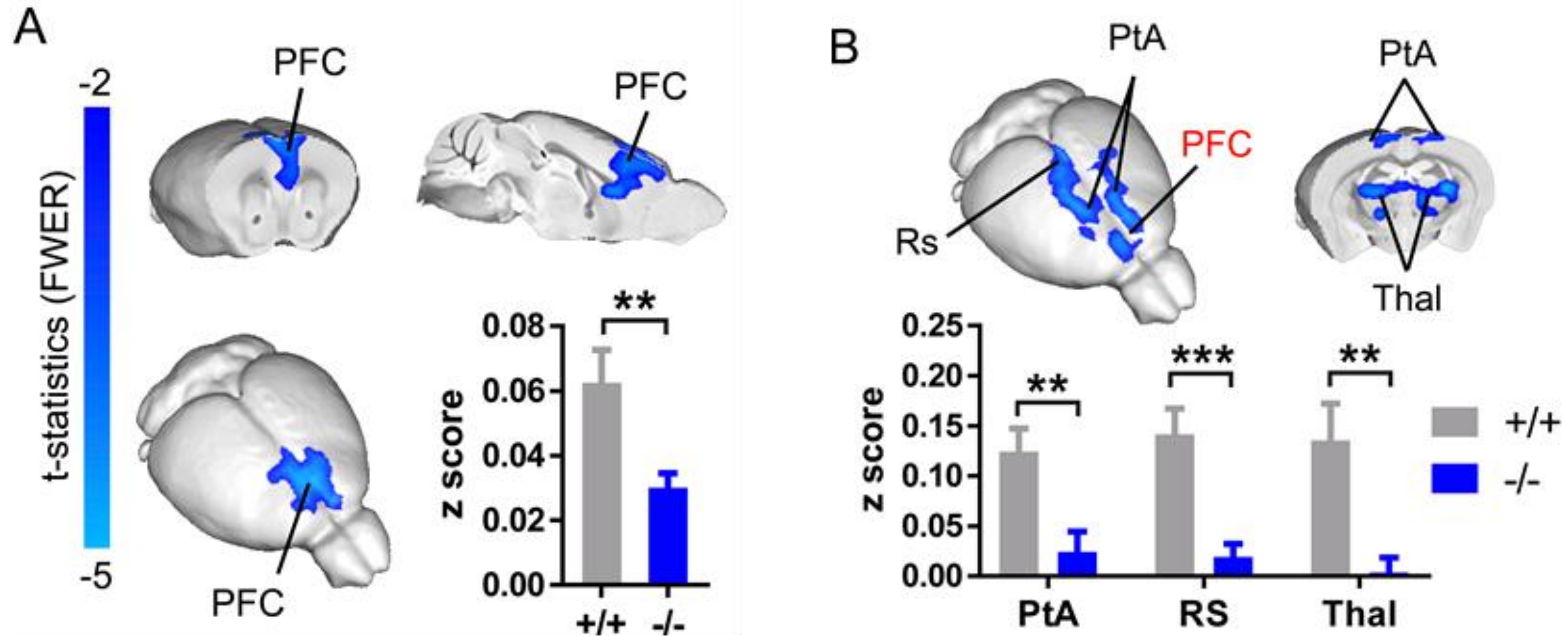 A
-2
t-statistics (FWER)
-5
PFC
PFC
PFC
0.08
0.06
0.04
0.02
0.00
z score
**
+/+ -/-
B
PtA
PFC
Rs
PtA
Thal
0.25
0.20
0.15
0.10
0.05
0.00
z score
** *** **
PtA RS Thal
+/+
-/-